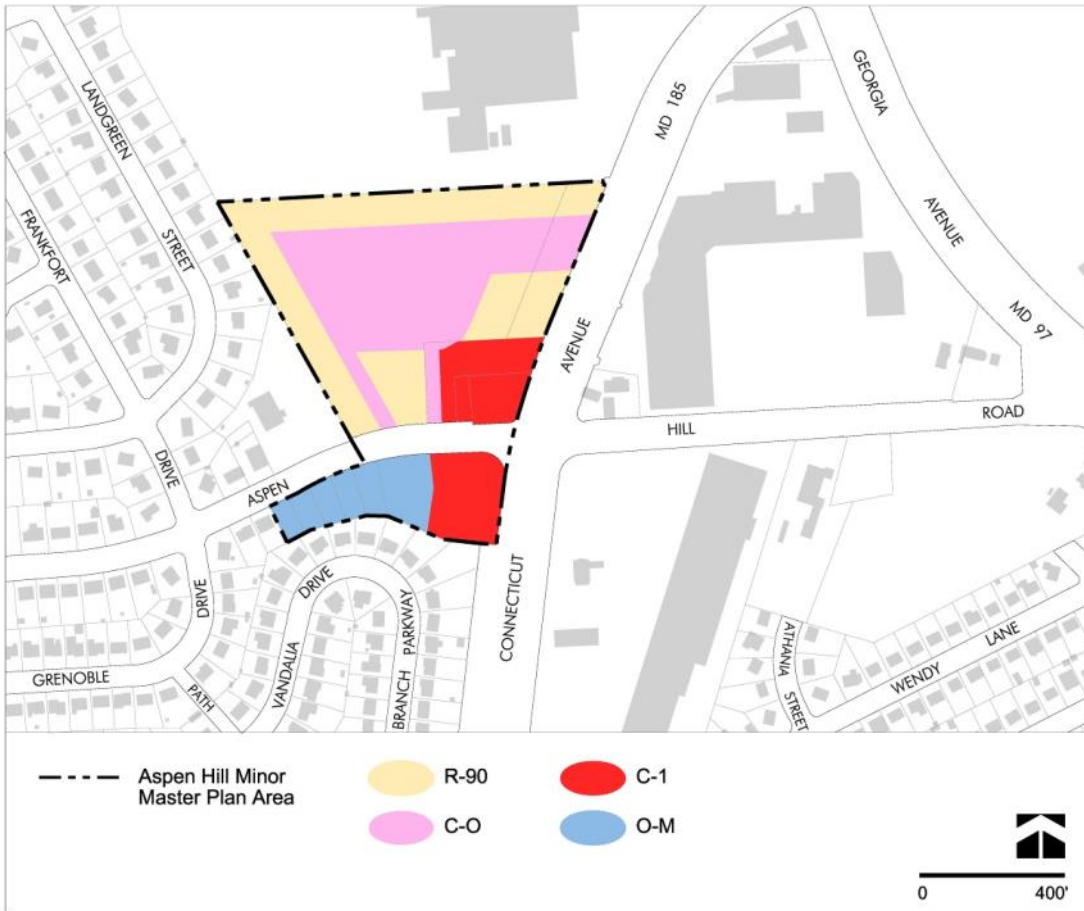 LANDGREEN
STREET
FRANKFORT
DRIVE
MD 185
GEORGIA
AVENUE
MD 97
AVENUE
HILL
ROAD
ASPEN
DRIVE
DRIVE
VANDALIA
PARKWAY
BRANCH
CONNECTICUT
GRENOBLE
PATH
ATHANIA
STREET
WENDY
LANE
Aspen Hill Minor
Master Plan Area
R-90
C-1
C-O
O-M
0
400'